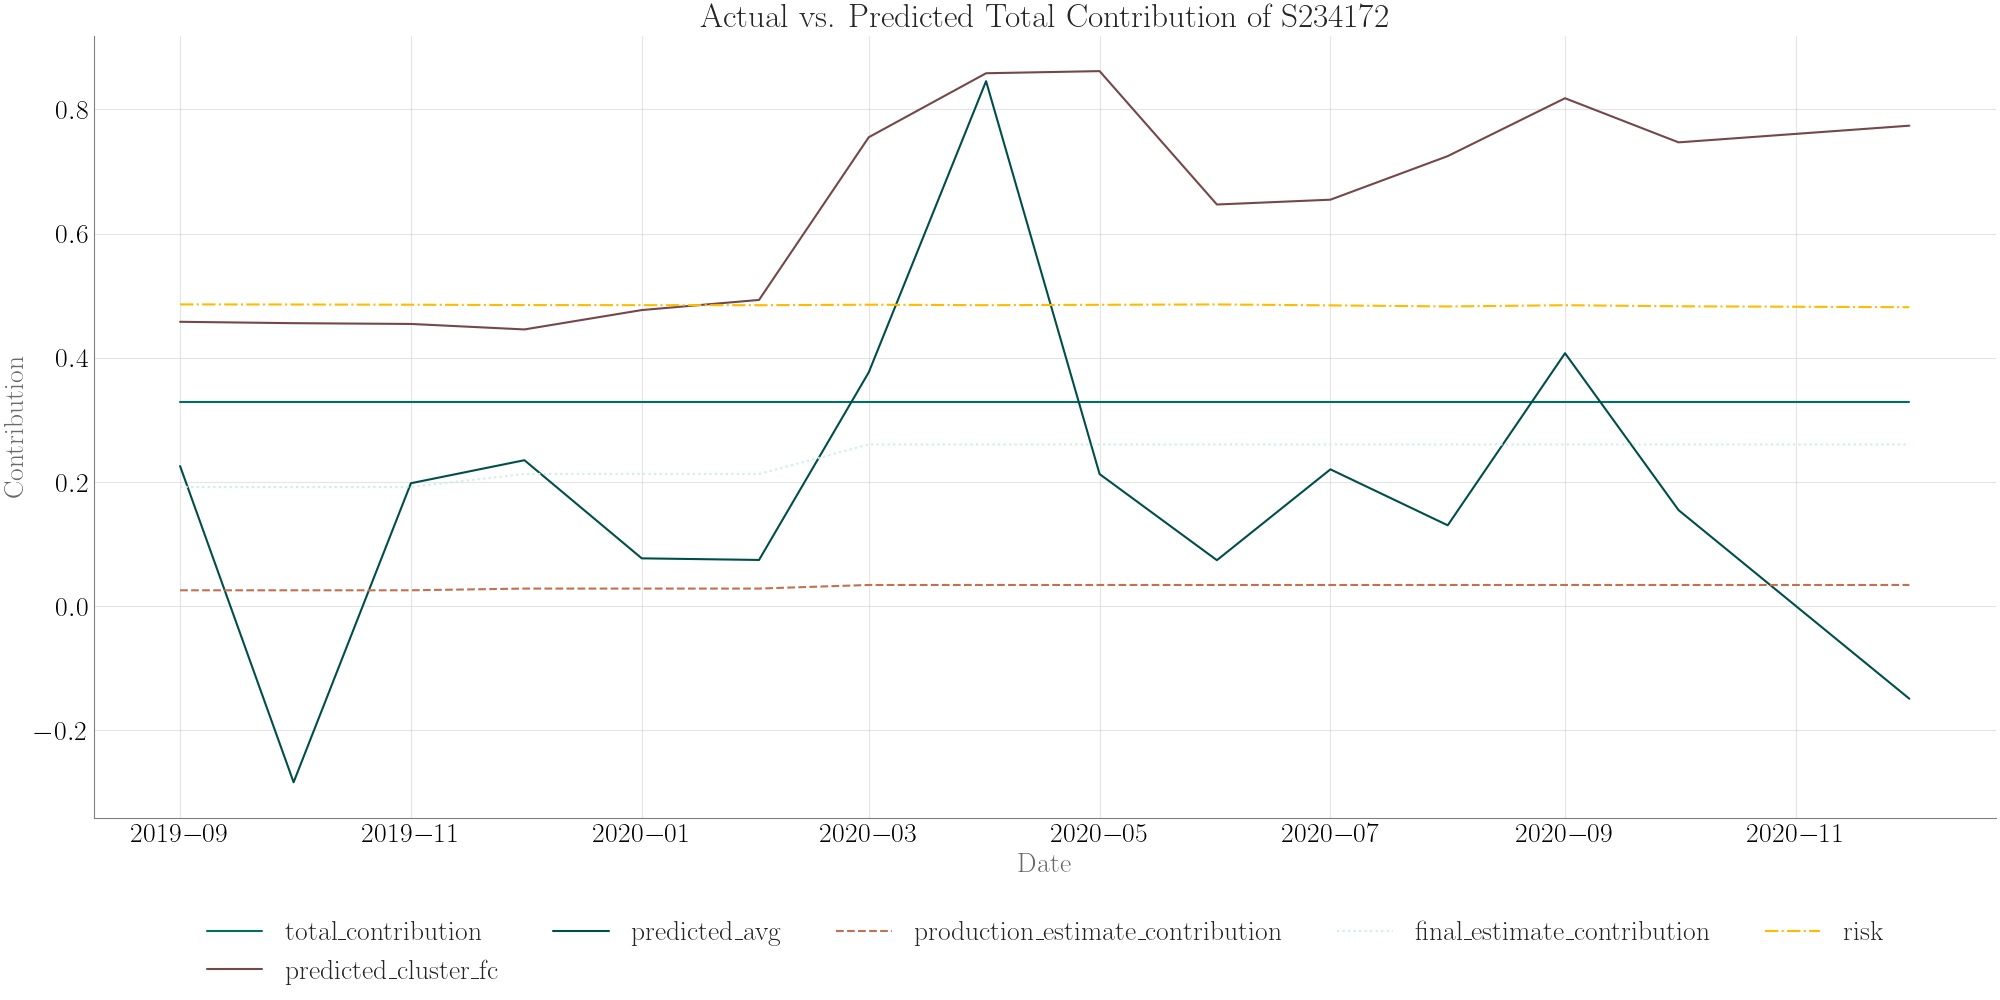 Actual vs. Predicted Total Contribution of S234172
0.8
0.6
0.4
0.2
0.0
−0.2
Contribution
2019−09 2019−11 2020−01 2020−03 2020−05 2020−07 2020−09 2020−11
Date
total_contribution predicted_avg production_estimate_contribution final_estimate_contribution risk
predicted_cluster_fc